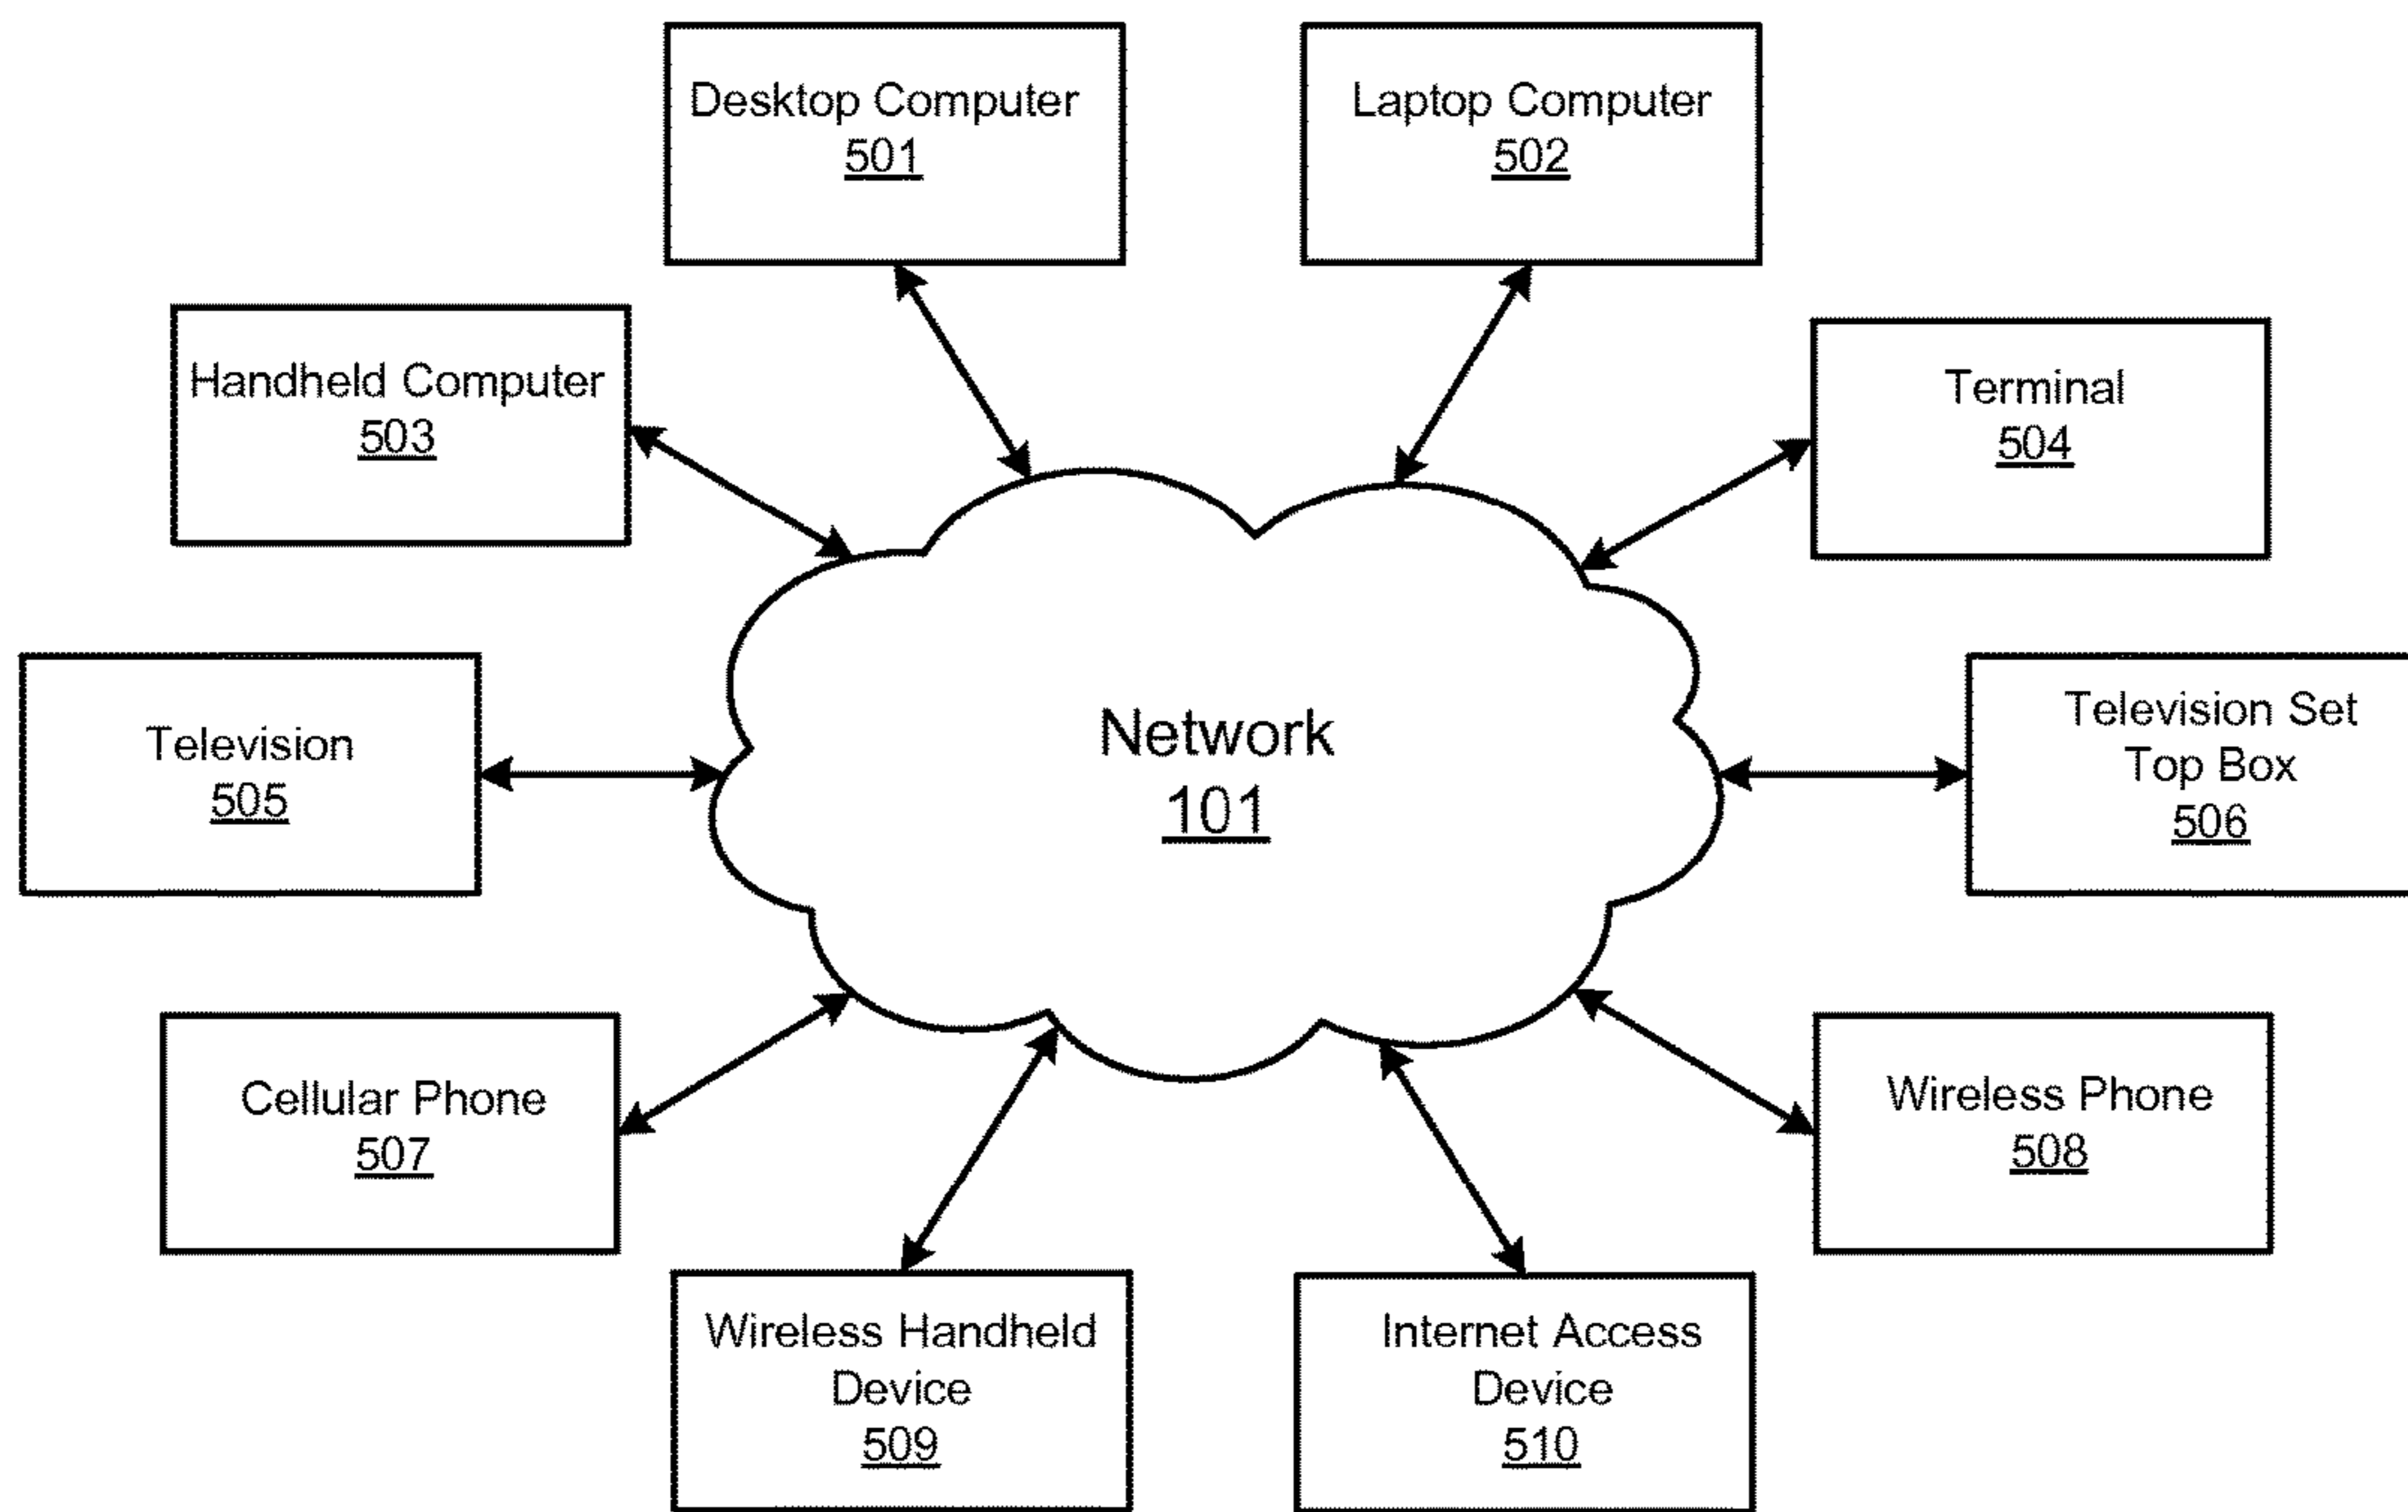 Desktop Computer
501
Laptop Computer
502
Handheld Computer
503
Terminal
504
Network
101
Television
505
Television Set
Top Box
506
Cellular Phone
507
Wireless Phone
508
Wireless Handheld
Device
509
Internet Access
Device
510